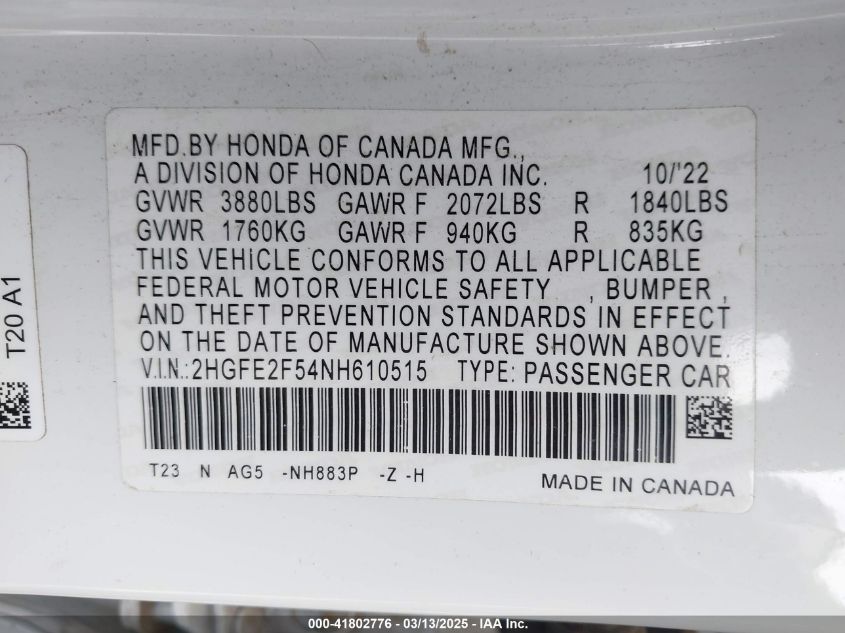 MFD.BY HONDA OF CANADA MFG.,
A DIVISION OF HONDA CANADA INC. 10/'22
GVWR 3880LBS GAWR F 2072LBS R 1840LBS
GVWR 1760KG GAWR F 940KG R 835KG
THIS VEHICLE CONFORMS TO ALL APPLICABLE
FEDERAL MOTOR VEHICLE SAFETY , BUMPER ,
AND THEFT PREVENTION STANDARDS IN EFFECT
ON THE DATE OF MANUFACTURE SHOWN ABOVE.
V.I.N.:2HGFE2F54NH610515 TYPE: PASSENGER CAR
T23 N AG5 -NH883P -Z -H
MADE IN CANADA
T20 A1
000-41802776 - 03/13/2025 - IAA Inc.